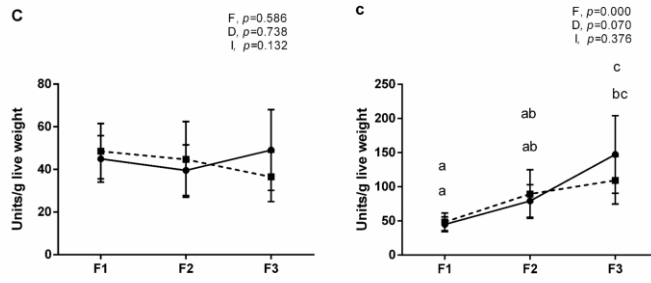 C
F, p=0.586
D, p=0.738
I, p=0.132
80
60
40
20
0
Units/g live weight
F1 F2 F3
c
F, p=0.000
D, p=0.070
I, p=0.376
250
200
150
100
50
0
Units/g live weight
a
a
ab
ab
c
bc
F1 F2 F3